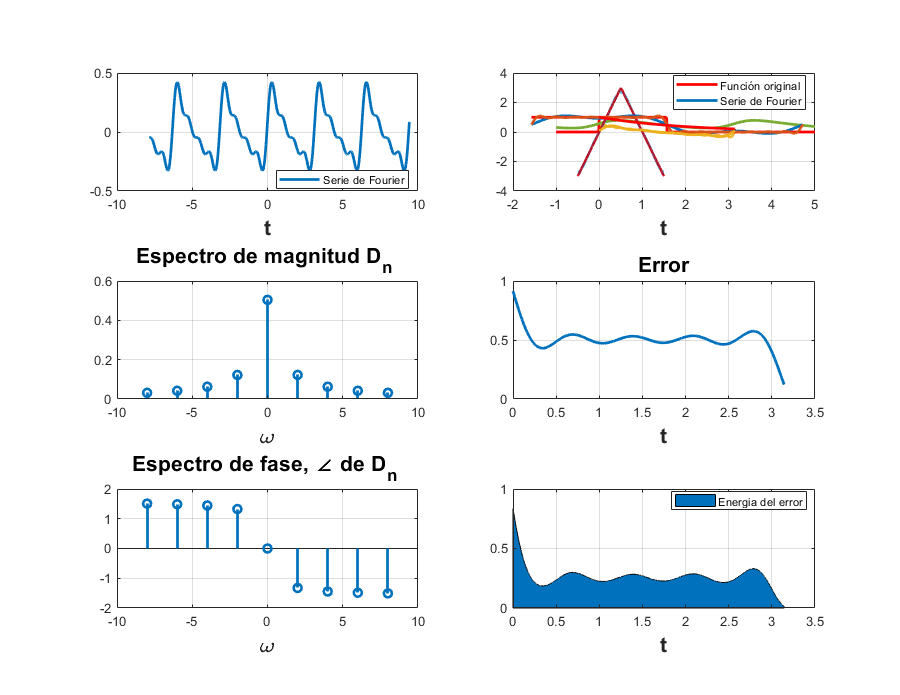 0.5
0
-0.5
-10 -5 0 5 10
Serie de Fourier
t
4
2
0
-2
-4
-2 -1 0 1 2 3 4 5
Función original
Serie de Fourier
t
Espectro de magnitud Dn
0.6
0.4
0.2
0
-10 -5 0 5 10
ω
Error
1
0.5
0
0 0.5 1 1.5 2 2.5 3 3.5
t
Espectro de fase, ∠ de Dn
2
1
0
-1
-2
-10 -5 0 5 10
ω
1
0.5
0
0 0.5 1 1.5 2 2.5 3 3.5
Energia del error
t